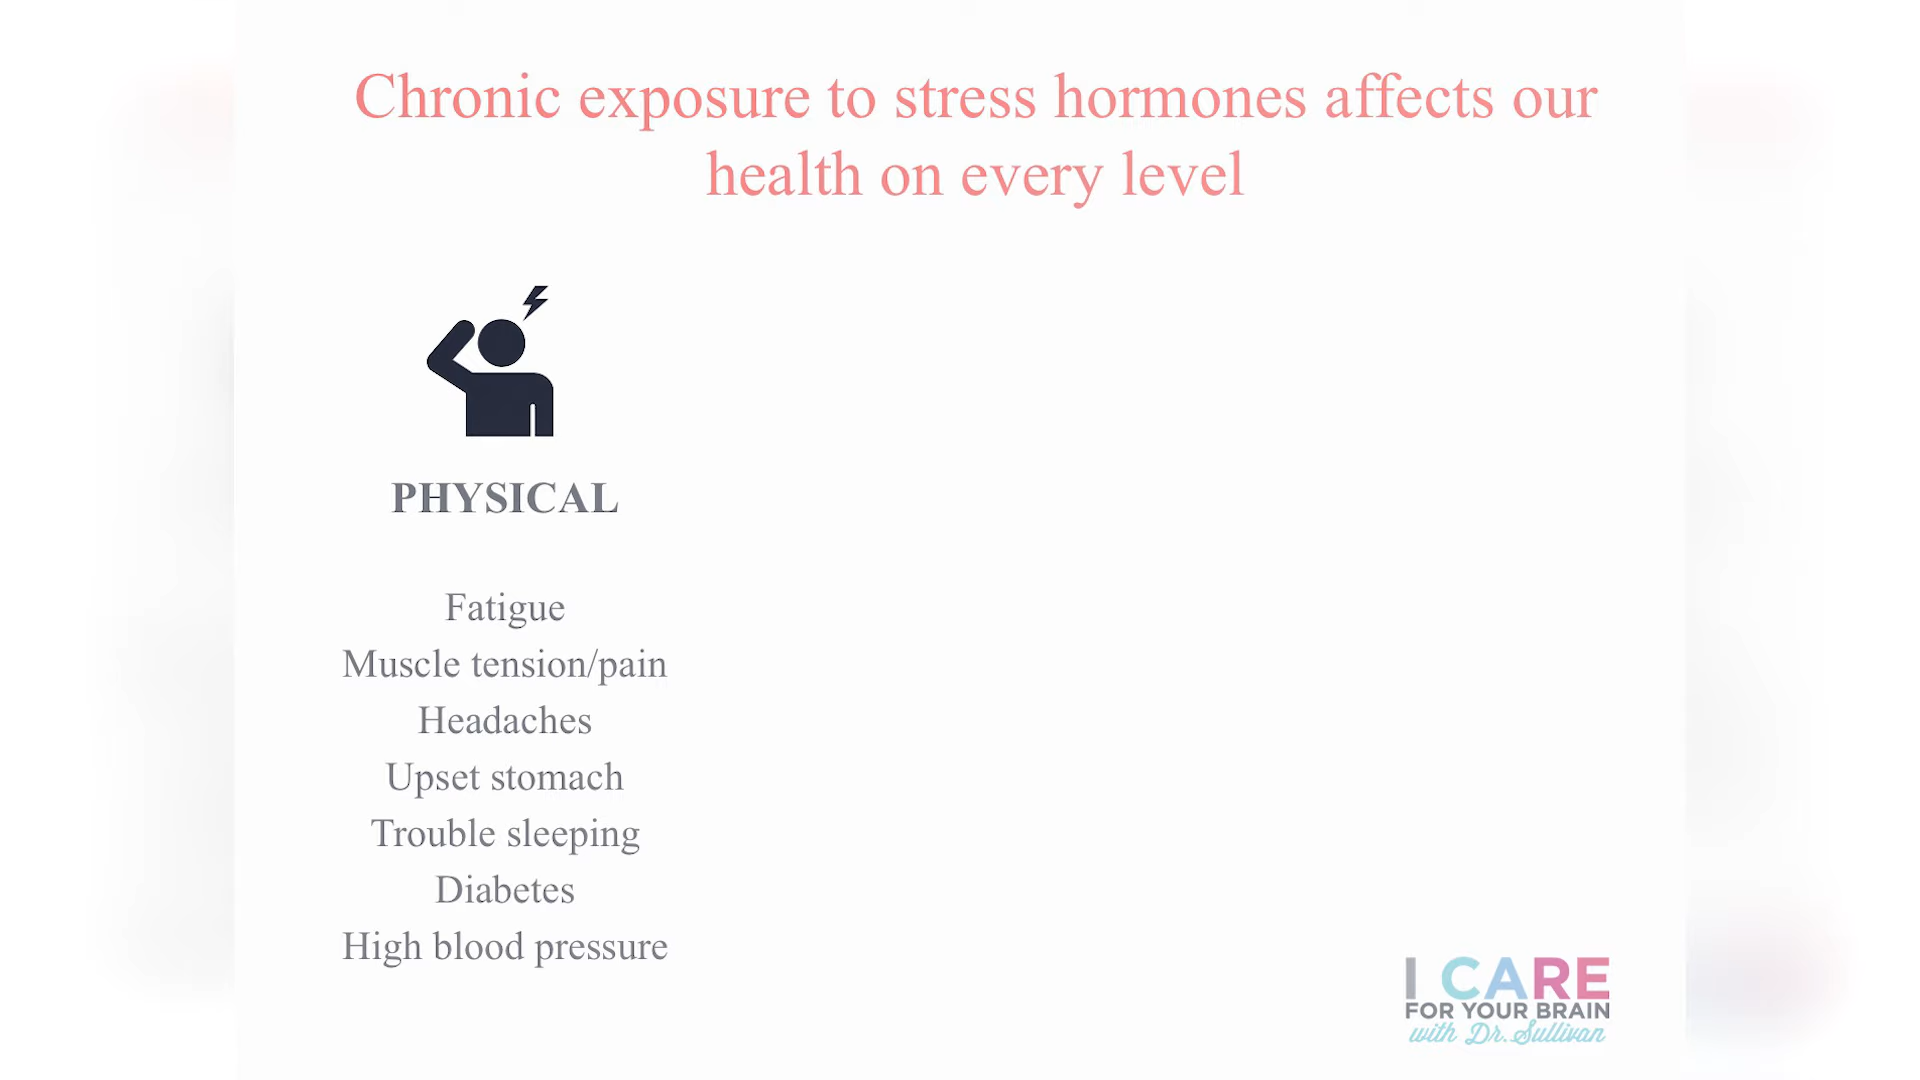 Chronic exposure to stress hormones affects our
health on every level
PHYSICAL
Fatigue
Muscle tension/pain
Headaches
Upset stomach
Trouble sleeping
Diabetes
High blood pressure
I CARE
FOR YOUR BRAIN
with Dr. Sullivan